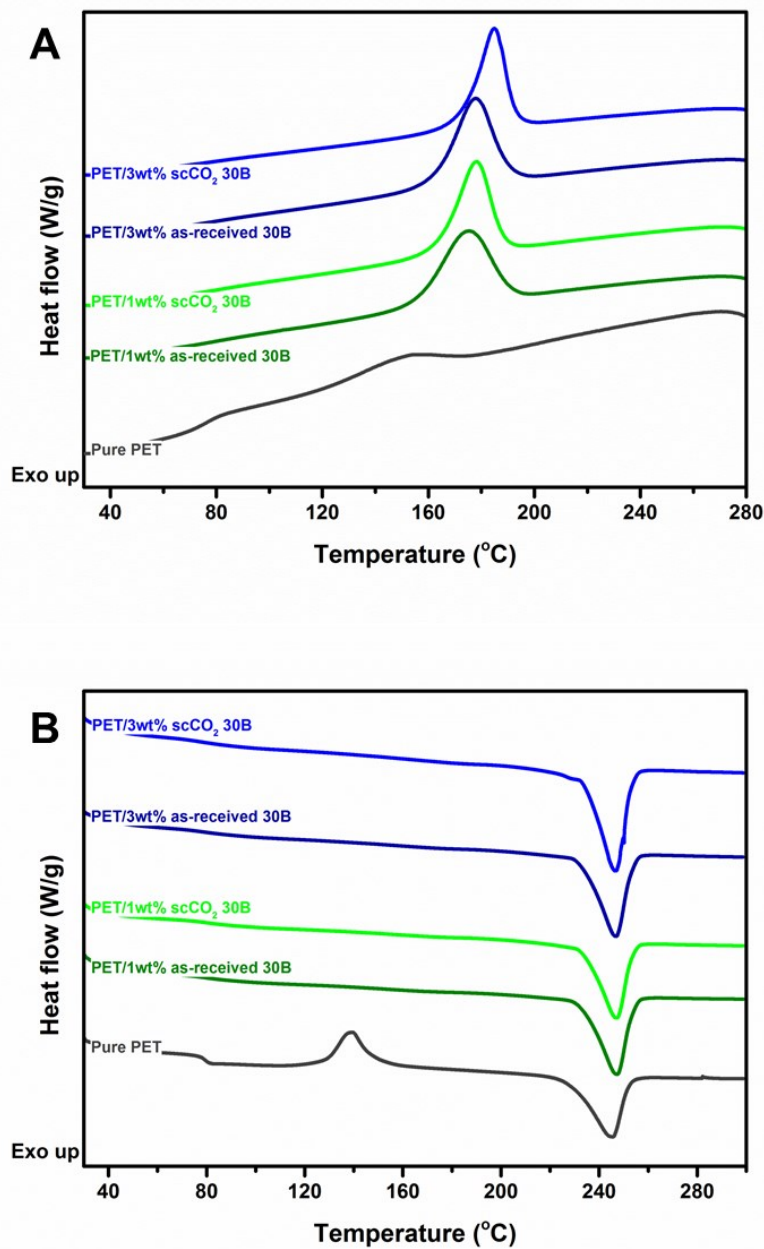 A
PET/3wt% scCO₂ 30B
PET/3wt% as-received 30B
PET/1wt% scCO₂ 30B
PET/1wt% as-received 30B
Pure PET
Heat flow (W/g)
Exo up
40 80 120 160 200 240 280
Temperature (°C)
B
PET/3wt% scCO₂ 30B
PET/3wt% as-received 30B
PET/1wt% scCO₂ 30B
PET/1wt% as-received 30B
Pure PET
Heat flow (W/g)
Exo up
40 80 120 160 200 240 280
Temperature (°C)